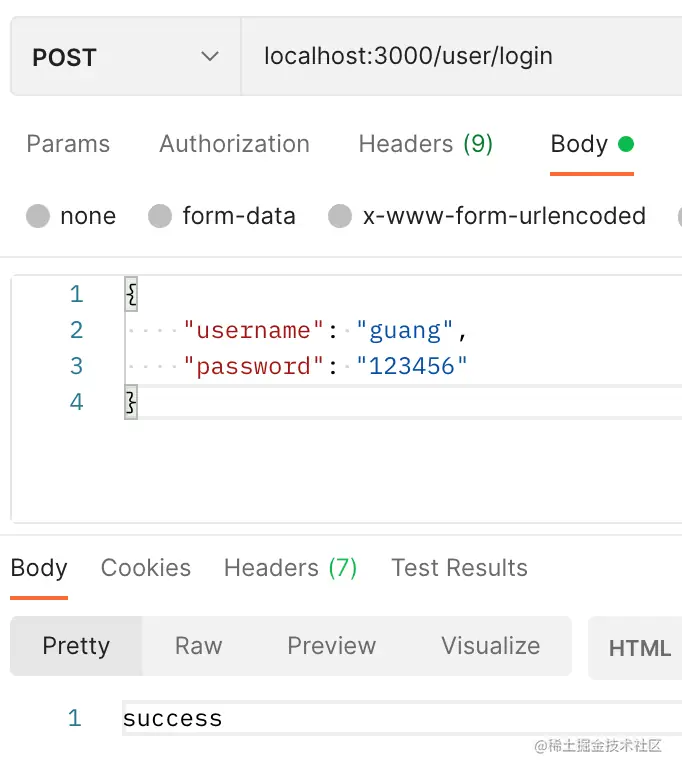 POST localhost:3000/user/login
Params Authorization Headers (9) Body
none form-data x-www-form-urlencoded
1 {
2 "username": "guang",
3 "password": "123456"
4 }
Body Cookies Headers (7) Test Results
Pretty Raw Preview Visualize HTML
1 success
@稀土掘金技术社区